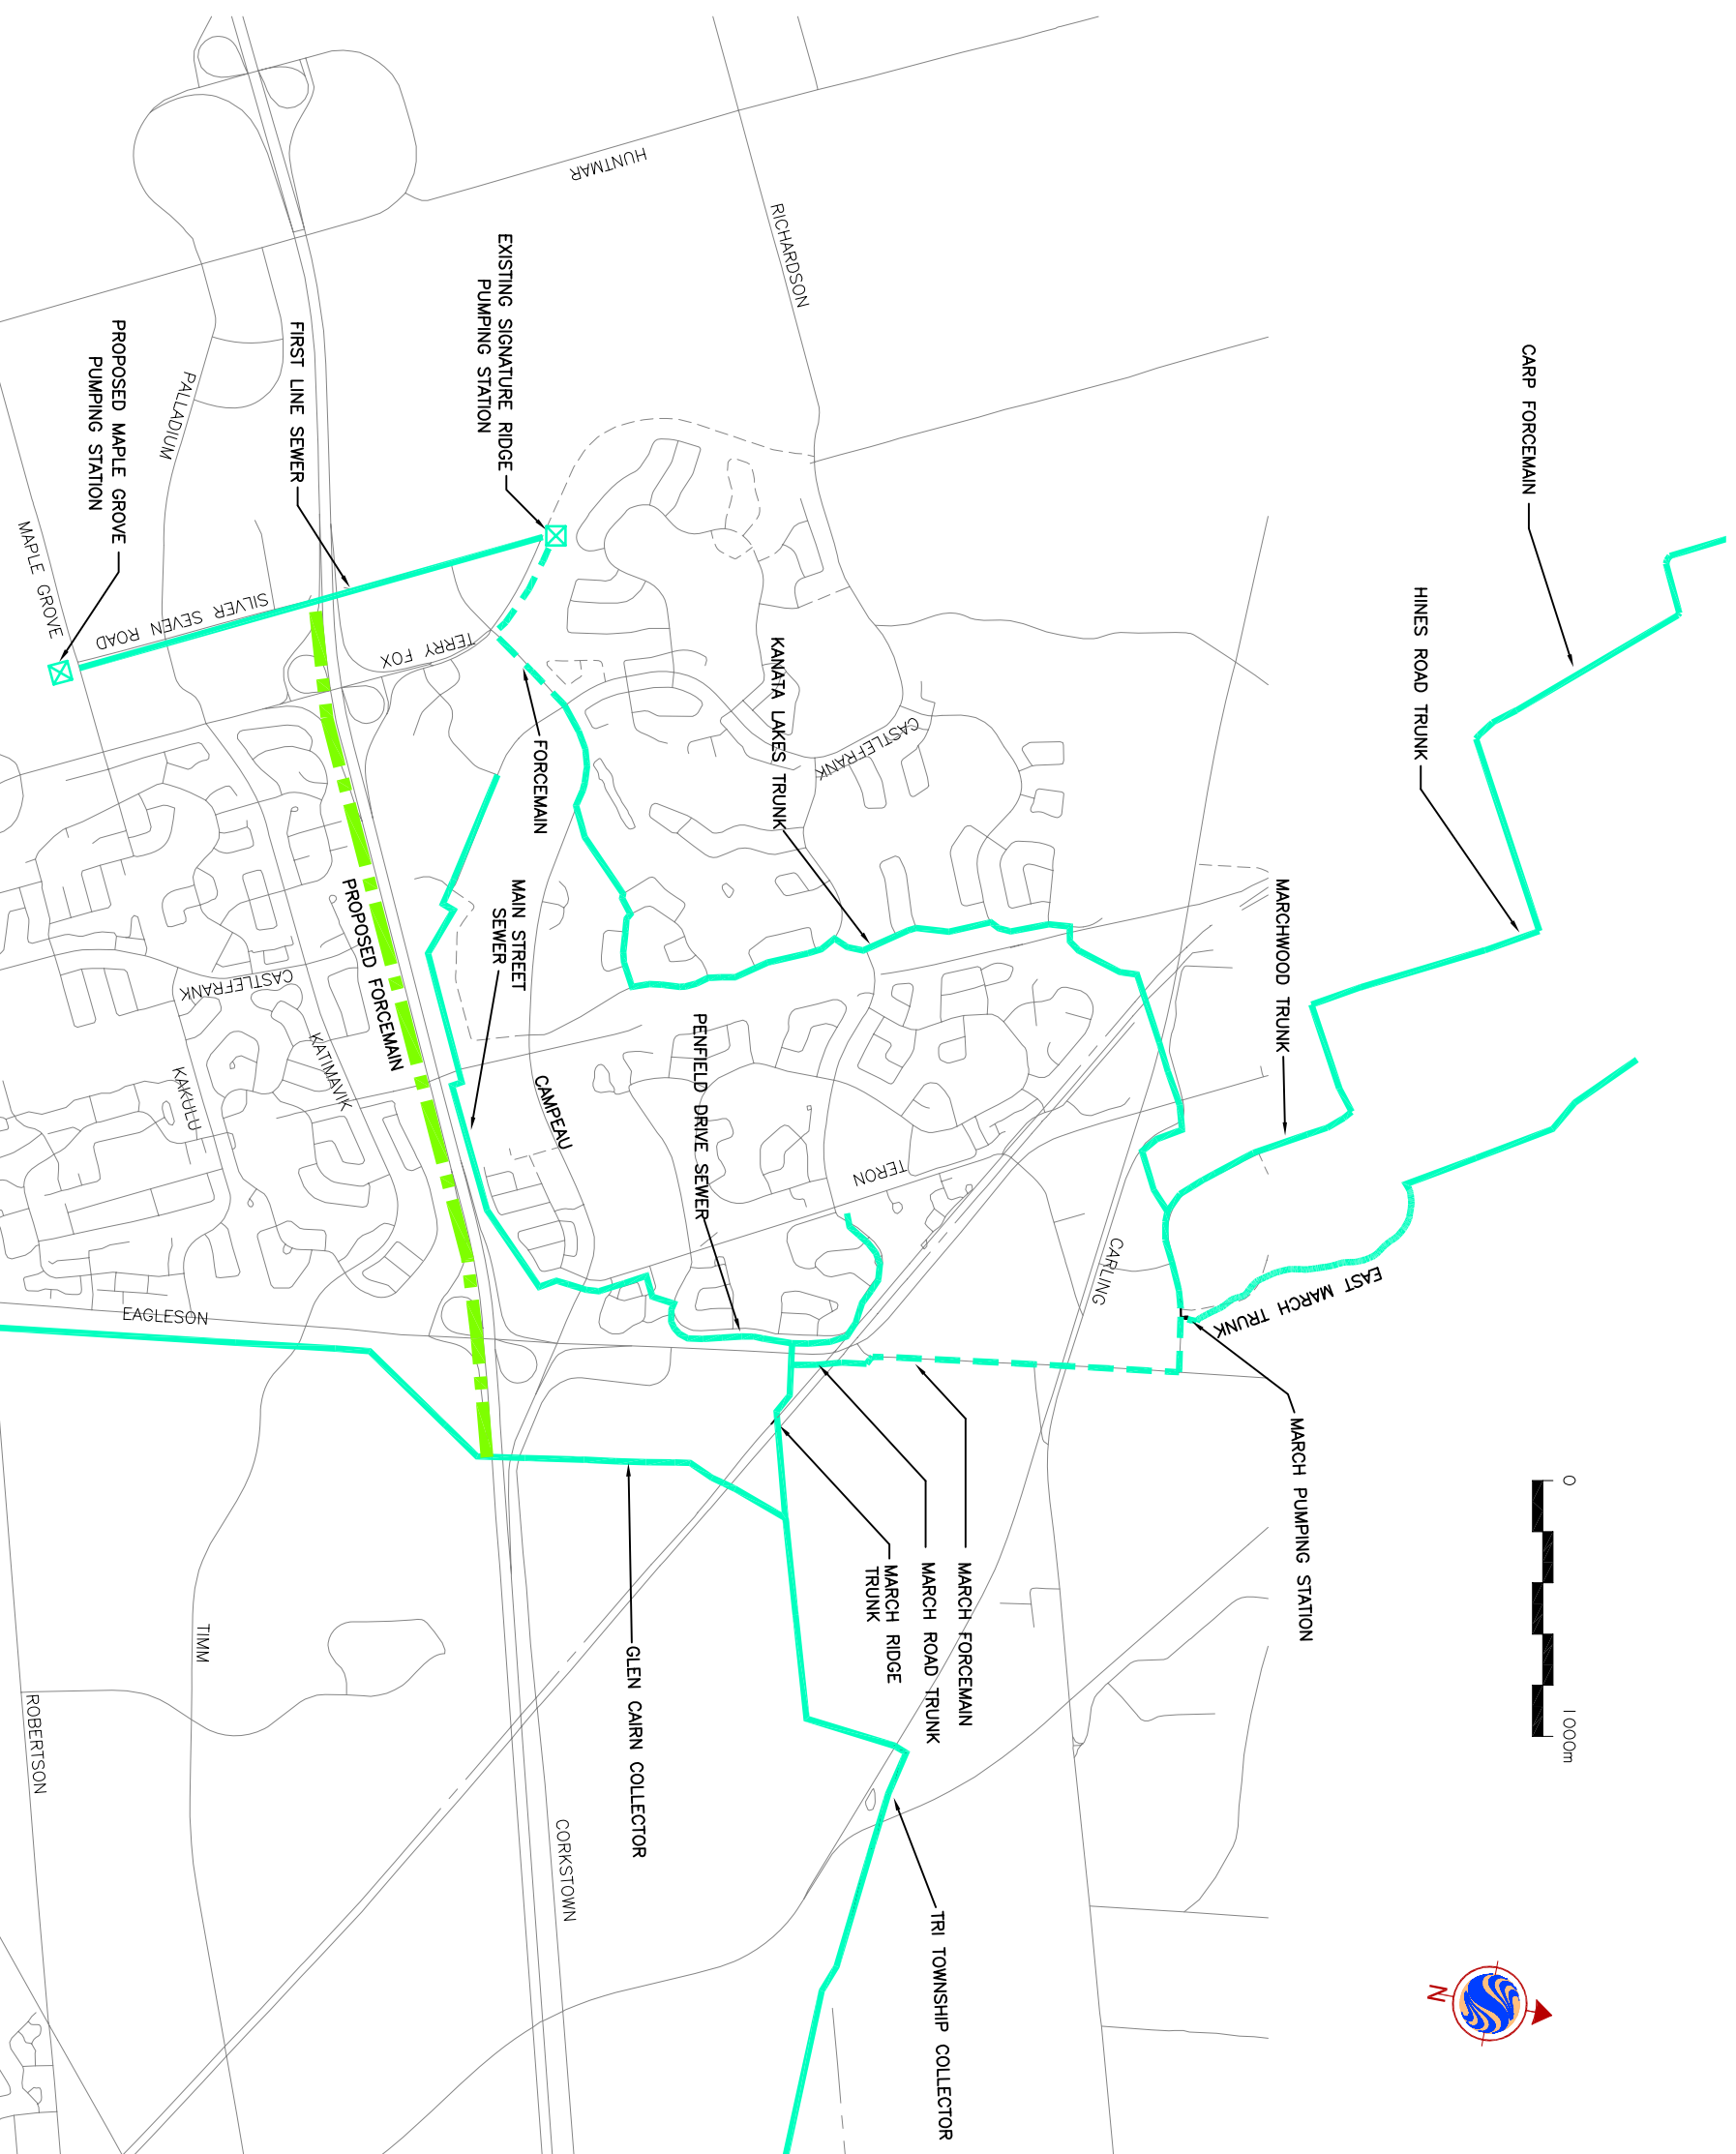 CARP FORCEMAIN
HINES ROAD TRUNK
MARCHWOOD TRUNK
EAST MARCH TRUNK
MARCH PUMPING STATION
0
1000m
N
HUNTMAR
RICHARDSON
EXISTING SIGNATURE RIDGE
PUMPING STATION
FIRST LINE SEWER
PROPOSED MAPLE GROVE
PUMPING STATION
PALLADIUM
MAPLE GROVE
SILVER SEVEN ROAD
TERRY FOX
FORCEMAIN
KANATA LAKES TRUNK
CASTLEFRANK
MAIN STREET
SEWER
PROPOSED FORCEMAIN
CASTLEFRANK
KATIMAVIK
KAKULU
CAMPEAU
PENFIELD DRIVE SEWER
TERON
CARLING
EAGLESON
MARCH FORCEMAIN
MARCH ROAD TRUNK
MARCH RIDGE
TRUNK
GLEN CAIRN COLLECTOR
TRI TOWNSHIP COLLECTOR
TIMM
ROBERTSON
CORKSTOWN